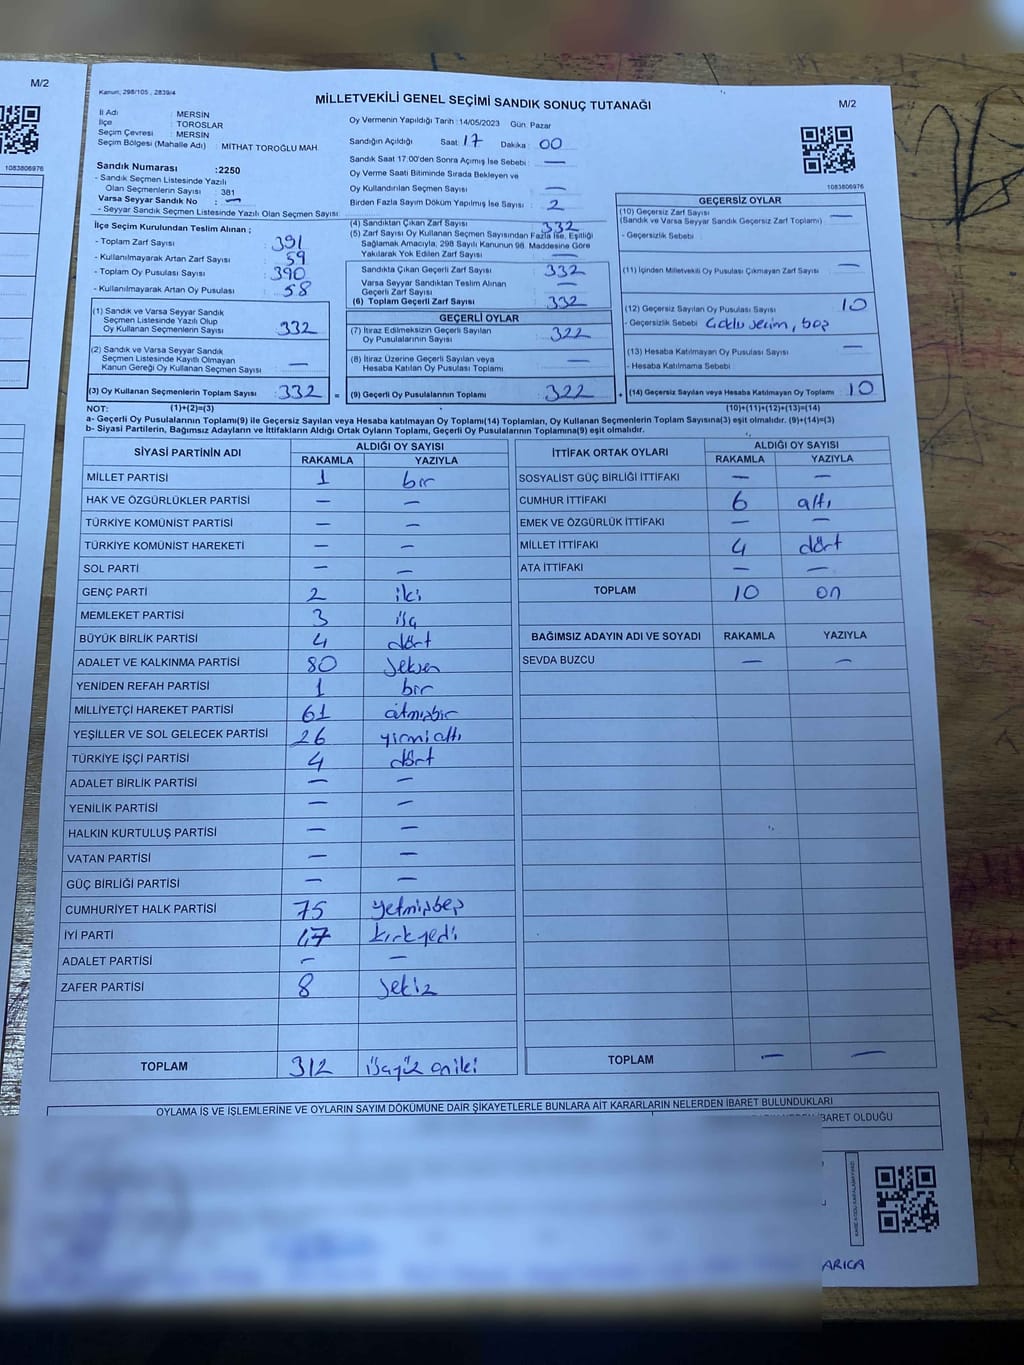 M/2
1083806976
Kanun, 298/105 , 2839/4
MİLLETVEKİLİ GENEL SEÇİMİ SANDIK SONUÇ TUTANAĞI
M/2
İl Adı : MERSİN
İlçe : TOROSLAR
Seçim Çevresi : MERSİN
Seçim Bölgesi (Mahalle Adı) : MİTHAT TOROĞLU MAH.
Sandık Numarası :2250
- Sandık Seçmen Listesinde Yazılı
Olan Seçmenlerin Sayısı : 381
Varsa Seyyar Sandık No : —
- Seyyar Sandık Seçmen Listesinde Yazılı Olan Seçmen Sayısı:
Oy Vermenin Yapıldığı Tarih :14/05/2023 Gün: Pazar
Sandığın Açıldığı Saat: 17 Dakika: 00
Sandık Saat 17.00'den Sonra Açımış İse Sebebi : —
Oy Verme Saati Bitiminde Sırada Bekleyen ve
Oy Kullandırılan Seçmen Sayısı : —
Birden Fazla Sayım Döküm Yapılmış İse Sayısı : 2
1083806976
İlçe Seçim Kurulundan Teslim Alınan ;
- Toplam Zarf Sayısı : 391
- Kullanılmayarak Artan Zarf Sayısı : 59
- Toplam Oy Pusulası Sayısı : 390
- Kullanılmayarak Artan Oy Pusulası : 58
(4) Sandıktan Çıkan Zarf Sayısı : 332
(5) Zarf Sayısı Oy Kullanan Seçmen Sayısından Fazla İse, Eşitliği
Sağlamak Amacıyla, 298 Sayılı Kanunun 98. Maddesine Göre
Yakılarak Yok Edilen Zarf Sayısı : —
Sandıkta Çıkan Geçerli Zarf Sayısı : 332
Varsa Seyyar Sandıktan Teslim Alınan
Geçerli Zarf Sayısı : —
(6) Toplam Geçerli Zarf Sayısı : 332
GEÇERSİZ OYLAR
(10) Geçersiz Zarf Sayısı : —
(Sandık ve Varsa Seyyar Sandık Geçersiz Zarf Toplamı)
- Geçersizlik Sebebi :
(11) İçinden Milletvekili Oy Pusulası Çıkmayan Zarf Sayısı : —
(12) Geçersiz Sayılan Oy Pusulası Sayısı : 10
- Geçersizlik Sebebi : Çoklu seçim, boş
(13) Hesaba Katılmayan Oy Pusulası Sayısı : —
- Hesaba Katılmama Sebebi :
(14) Geçersiz Sayılan veya Hesaba Katılmayan Oy Toplamı : 10
(1) Sandık ve Varsa Seyyar Sandık
Seçmen Listesinde Yazılı Olup
Oy Kullanan Seçmenlerin Sayısı : 332
(2) Sandık ve Varsa Seyyar Sandık
Seçmen Listesinde Kayıtlı Olmayan
Kanun Gereği Oy Kullanan Seçmen Sayısı : —
(3) Oy Kullanan Seçmenlerin Toplam Sayısı : 332 =
GEÇERLİ OYLAR
(7) İtiraz Edilmeksizin Geçerli Sayılan
Oy Pusulalarının Sayısı : 322
(8) İtiraz Üzerine Geçerli Sayılan veya
Hesaba Katılan Oy Pusulası Toplamı : —
(9) Geçerli Oy Pusulalarının Toplamı : 322 +
NOT: (1)+(2)=(3)
(10)+(11)+(12)+(13)=(14)
a- Geçerli Oy Pusulalarının Toplamı(9) ile Geçersiz Sayılan veya Hesaba katılmayan Oy Toplamı(14) Toplamları, Oy Kullanan Seçmenlerin Toplam Sayısına(3) eşit olmalıdır. (9)+(14)=(3)
b- Siyasi Partilerin, Bağımsız Adayların ve İttifakların Aldığı Ortak Oyların Toplamı, Geçerli Oy Pusulalarının Toplamına(9) eşit olmalıdır.
SİYASİ PARTİNİN ADI ALDIĞI OY SAYISI
RAKAMLA YAZIYLA
MİLLET PARTİSİ 1 bir
HAK VE ÖZGÜRLÜKLER PARTİSİ — —
TÜRKİYE KOMÜNİST PARTİSİ — —
TÜRKİYE KOMÜNİST HAREKETİ — —
SOL PARTİ — —
GENÇ PARTİ 2 iki
MEMLEKET PARTİSİ 3 üç
BÜYÜK BİRLİK PARTİSİ 4 dört
ADALET VE KALKINMA PARTİSİ 80 seksen
YENİDEN REFAH PARTİSİ 1 bir
MİLLİYETÇİ HAREKET PARTİSİ 61 atmışbir
YEŞİLLER VE SOL GELECEK PARTİSİ 26 yirmialtı
TÜRKİYE İŞÇİ PARTİSİ 4 dört
ADALET BİRLİK PARTİSİ — —
YENİLİK PARTİSİ — —
HALKIN KURTULUŞ PARTİSİ — —
VATAN PARTİSİ — —
GÜÇ BİRLİĞİ PARTİSİ — —
CUMHURİYET HALK PARTİSİ 75 yetmişbeş
İYİ PARTİ 47 kırkyedi
ADALET PARTİSİ — —
ZAFER PARTİSİ 8 sekiz
TOPLAM 312 üçyüz oniki
İTTİFAK ORTAK OYLARI ALDIĞI OY SAYISI
RAKAMLA YAZIYLA
SOSYALİST GÜÇ BİRLİĞİ İTTİFAKI — —
CUMHUR İTTİFAKI 6 altı
EMEK VE ÖZGÜRLÜK İTTİFAKI — —
MİLLET İTTİFAKI 4 dört
ATA İTTİFAKI — —
TOPLAM 10 on
BAĞIMSIZ ADAYIN ADI VE SOYADI RAKAMLA YAZIYLA
SEVDA BUZCU — —
TOPLAM — —
OYLAMA İŞ VE İŞLEMLERİNE VE OYLARIN SAYIM DÖKÜMÜNE DAİR ŞİKAYETLERLE BUNLARA AİT KARARLARIN NELERDEN İBARET BULUNDUKLARI
İBARET OLDUĞU
ARICA